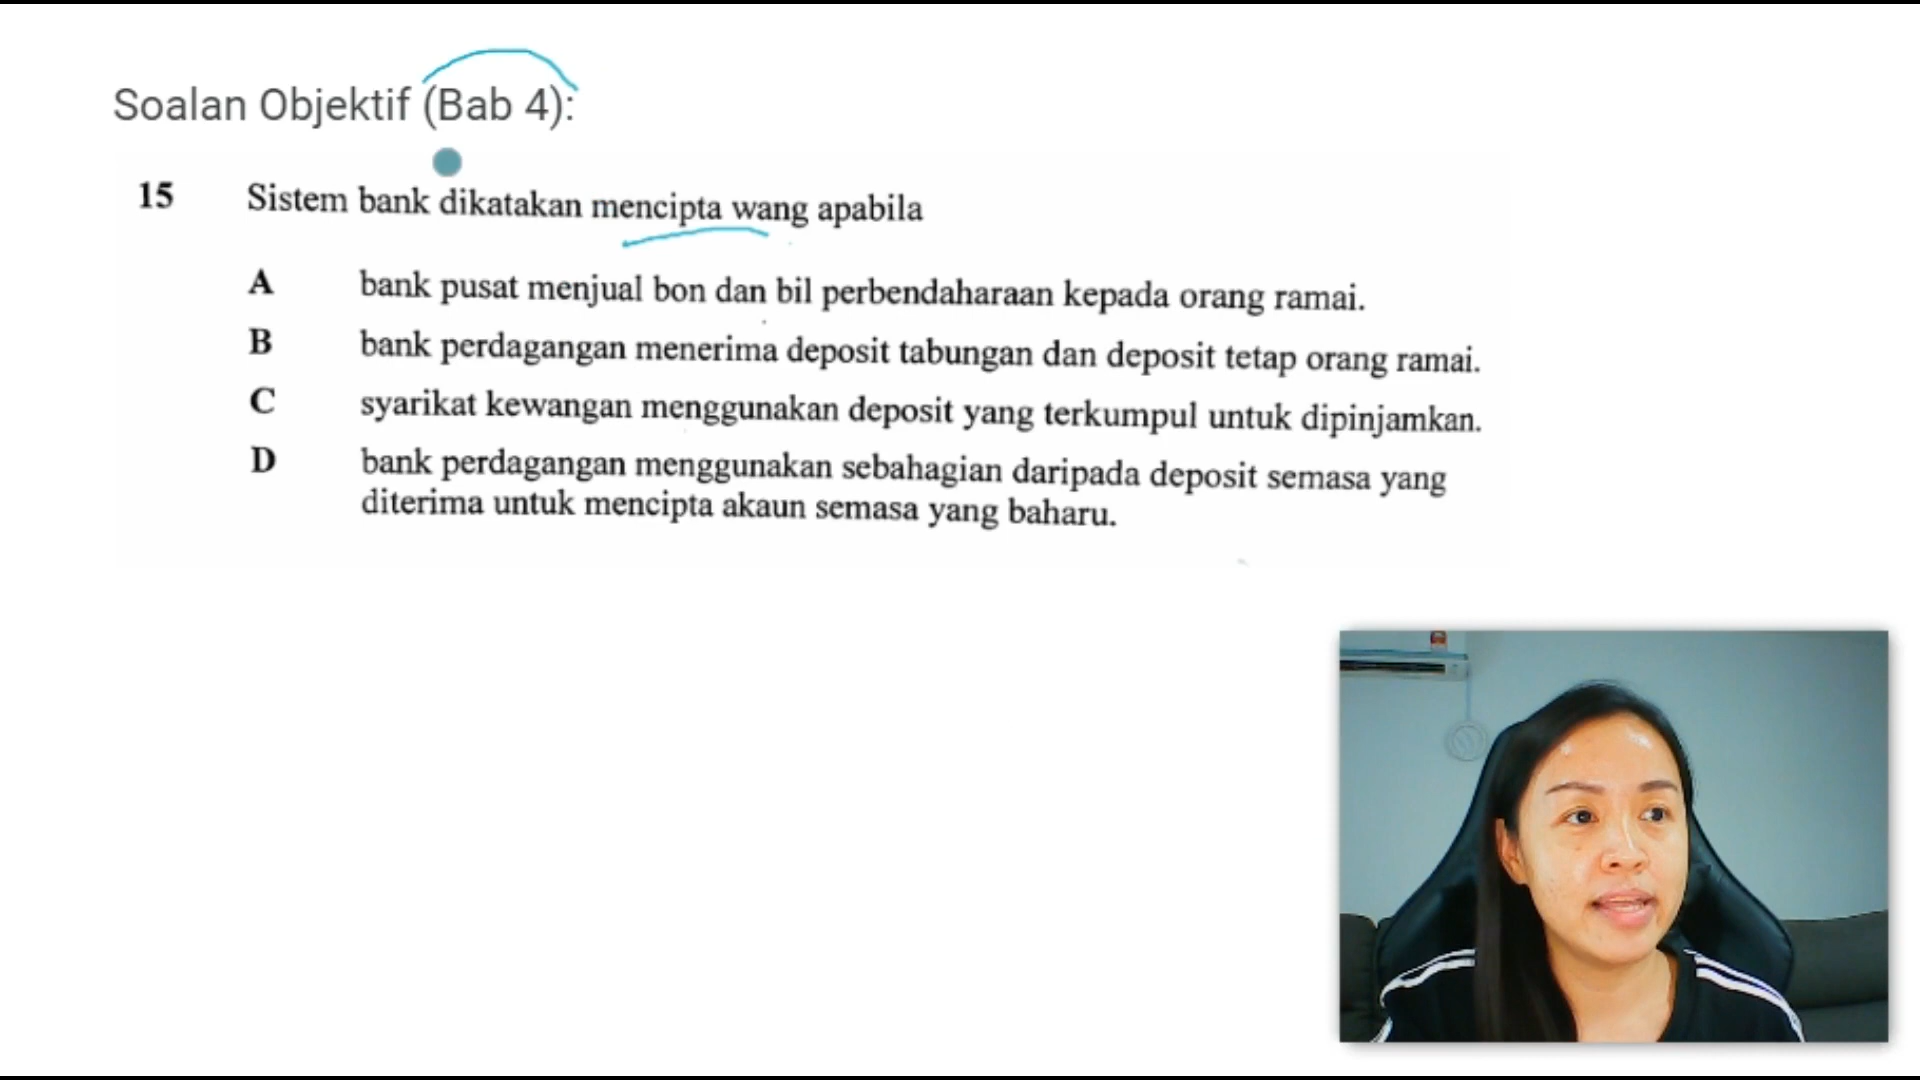 Soalan Objektif (Bab 4):
15 Sistem bank dikatakan mencipta wang apabila
A bank pusat menjual bon dan bil perbendaharaan kepada orang ramai.
B bank perdagangan menerima deposit tabungan dan deposit tetap orang ramai.
C syarikat kewangan menggunakan deposit yang terkumpul untuk dipinjamkan.
D bank perdagangan menggunakan sebahagian daripada deposit semasa yang
diterima untuk mencipta akaun semasa yang baharu.